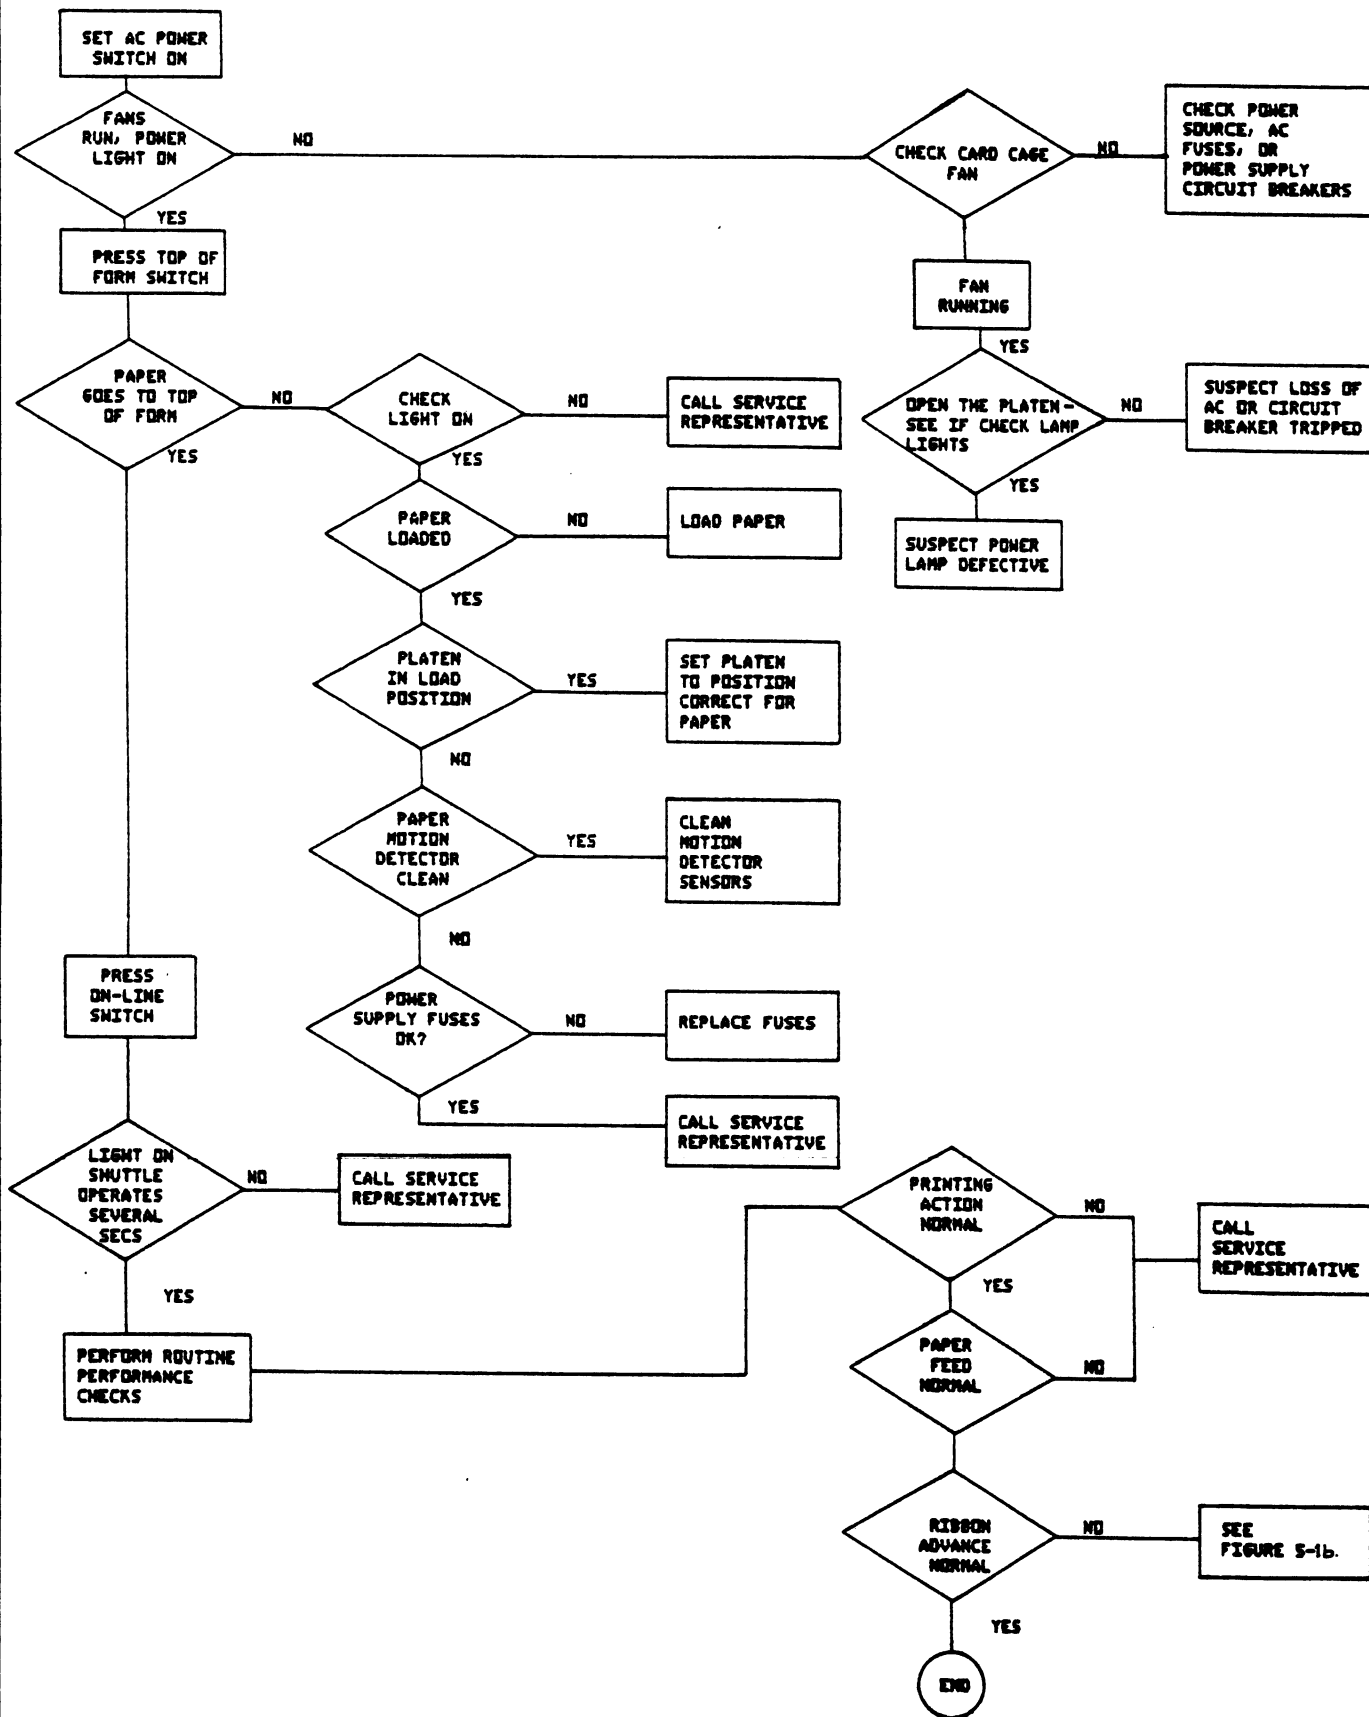 SET AC POWER
SWITCH ON
FANS
RUN, POWER
LIGHT ON
NO
YES
CHECK CARD CAGE
FAN
NO
CHECK POWER
SOURCE, AC
FUSES, OR
POWER SUPPLY
CIRCUIT BREAKERS
PRESS TOP OF
FORM SWITCH
FAN
RUNNING
YES
PAPER
GOES TO TOP
OF FORM
NO
YES
CHECK
LIGHT ON
NO
YES
CALL SERVICE
REPRESENTATIVE
OPEN THE PLATEN-
SEE IF CHECK LAMP
LIGHTS
NO
YES
SUSPECT LOSS OF
AC OR CIRCUIT
BREAKER TRIPPED
PAPER
LOADED
NO
YES
LOAD PAPER
SUSPECT POWER
LAMP DEFECTIVE
PLATEN
IN LOAD
POSITION
YES
NO
SET PLATEN
TO POSITION
CORRECT FOR
PAPER
PAPER
MOTION
DETECTOR
CLEAN
YES
NO
CLEAN
MOTION
DETECTOR
SENSORS
PRESS
ON-LINE
SWITCH
POWER
SUPPLY FUSES
OK?
NO
YES
REPLACE FUSES
CALL SERVICE
REPRESENTATIVE
LIGHT ON
SHUTTLE
OPERATES
SEVERAL
SECS
NO
YES
CALL SERVICE
REPRESENTATIVE
PERFORM ROUTINE
PERFORMANCE
CHECKS
PRINTING
ACTION
NORMAL
NO
YES
CALL
SERVICE
REPRESENTATIVE
PAPER
FEED
NORMAL
NO
RIBBON
ADVANCE
NORMAL
NO
YES
SEE
FIGURE 5-1b.
END